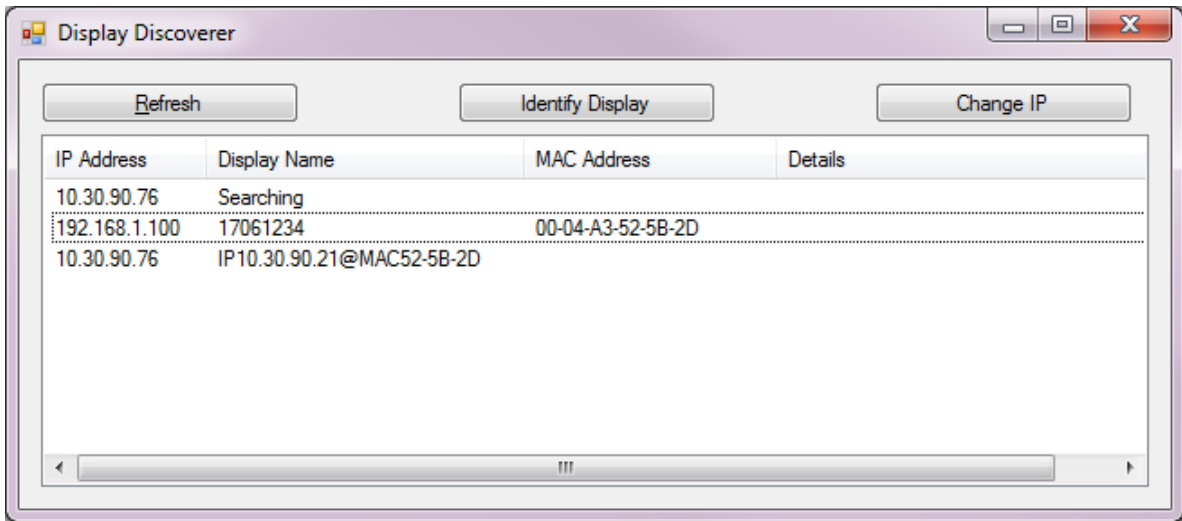 Display Discoverer
Refresh Identify Display Change IP
IP Address Display Name MAC Address Details
10.30.90.76 Searching
192.168.1.100 17061234 00-04-A3-52-5B-2D
10.30.90.76 IP10.30.90.21@MAC52-5B-2D